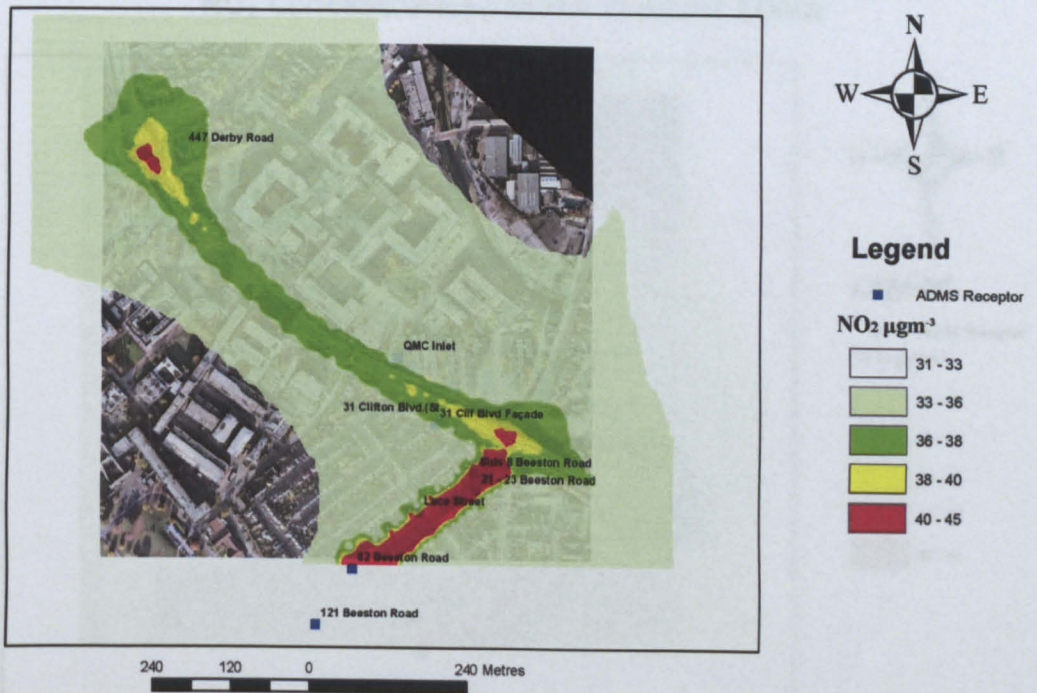 447 Derby Road
QMC Inlet
31 Clifton Blvd.(St
31 Clif Blvd Façade
8 Beeston Road
21 - 23 Beeston Road
Lace Street
82 Beeston Road
121 Beeston Road
240 120 0 240 Metres
N
W E
S
Legend
ADMS Receptor
NO₂ µgm⁻³
31 - 33
33 - 36
36 - 38
38 - 40
40 - 45